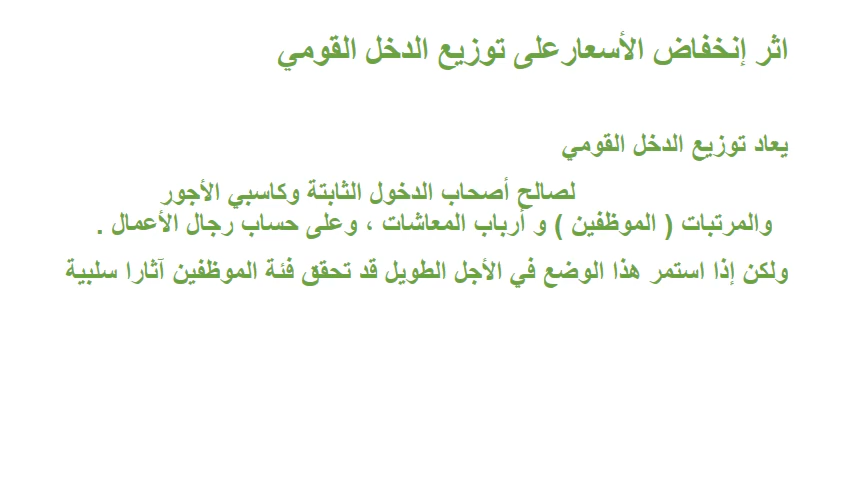 اثر إنخفاض الأسعارعلى توزيع الدخل القومي
يعاد توزيع الدخل القومي
لصالح أصحاب الدخول الثابتة وكاسبي الأجور
والمرتبات ( الموظفين ) و أرباب المعاشات ، وعلى حساب رجال الأعمال .
ولكن إذا استمر هذا الوضع في الأجل الطويل قد تحقق فئة الموظفين آثارا سلبية